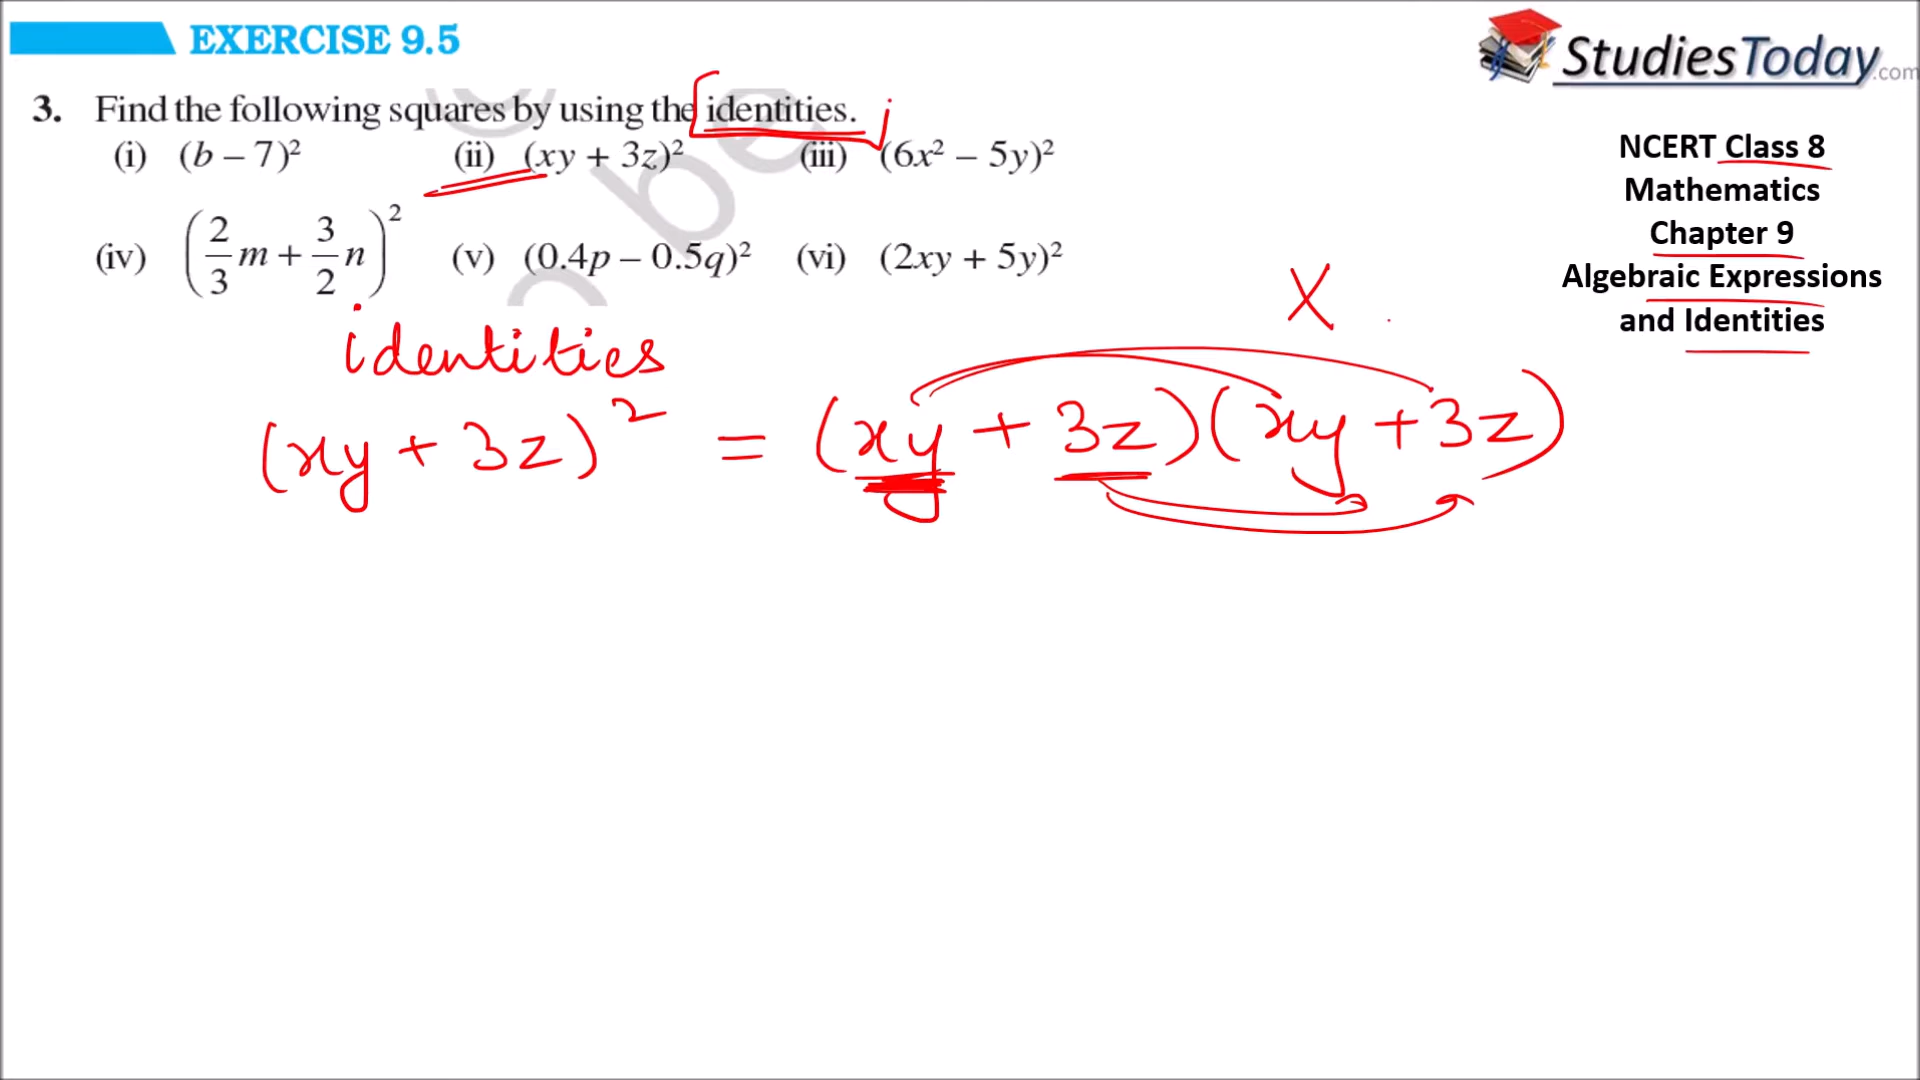 EXERCISE 9.5
StudiesToday.com
3. Find the following squares by using the identities.
(i) (b – 7)² (ii) (xy + 3z)² (iii) (6x² – 5y)²
(iv) (2/3 m + 3/2 n)² (v) (0.4p – 0.5q)² (vi) (2xy + 5y)²
NCERT Class 8
Mathematics
Chapter 9
Algebraic Expressions
and Identities
X
identities
(xy + 3z)² = (xy + 3z)(xy + 3z)
be